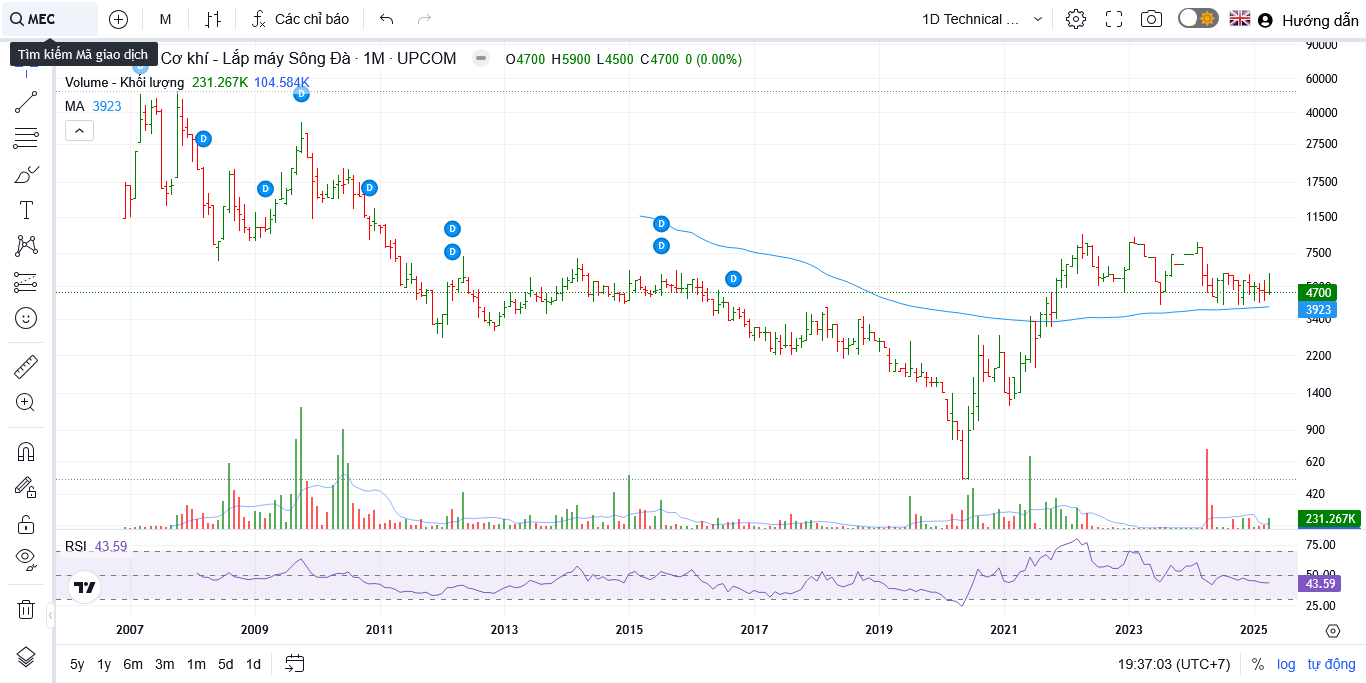 MEC
M
Các chỉ báo
1D Technical ...
Hướng dẫn
Tìm kiếm Mã giao dịch
Cơ khí - Lắp máy Sông Đà · 1M · UPCOM
O4700 H5900 L4500 C4700 0 (0.00%)
Volume - Khối lượng 231.267K 104.584K
MA 3923
D
D
D
D
D
D
D
D
D
D
90000
60000
40000
27500
17500
11500
7500
4700
3923
3400
2200
1400
900
620
420
231.267K
RSI 43.59
75.00
50.00
43.59
25.00
2007 2009 2011 2013 2015 2017 2019 2021 2023 2025
5y 1y 6m 3m 1m 5d 1d
19:37:03 (UTC+7) % log tự động